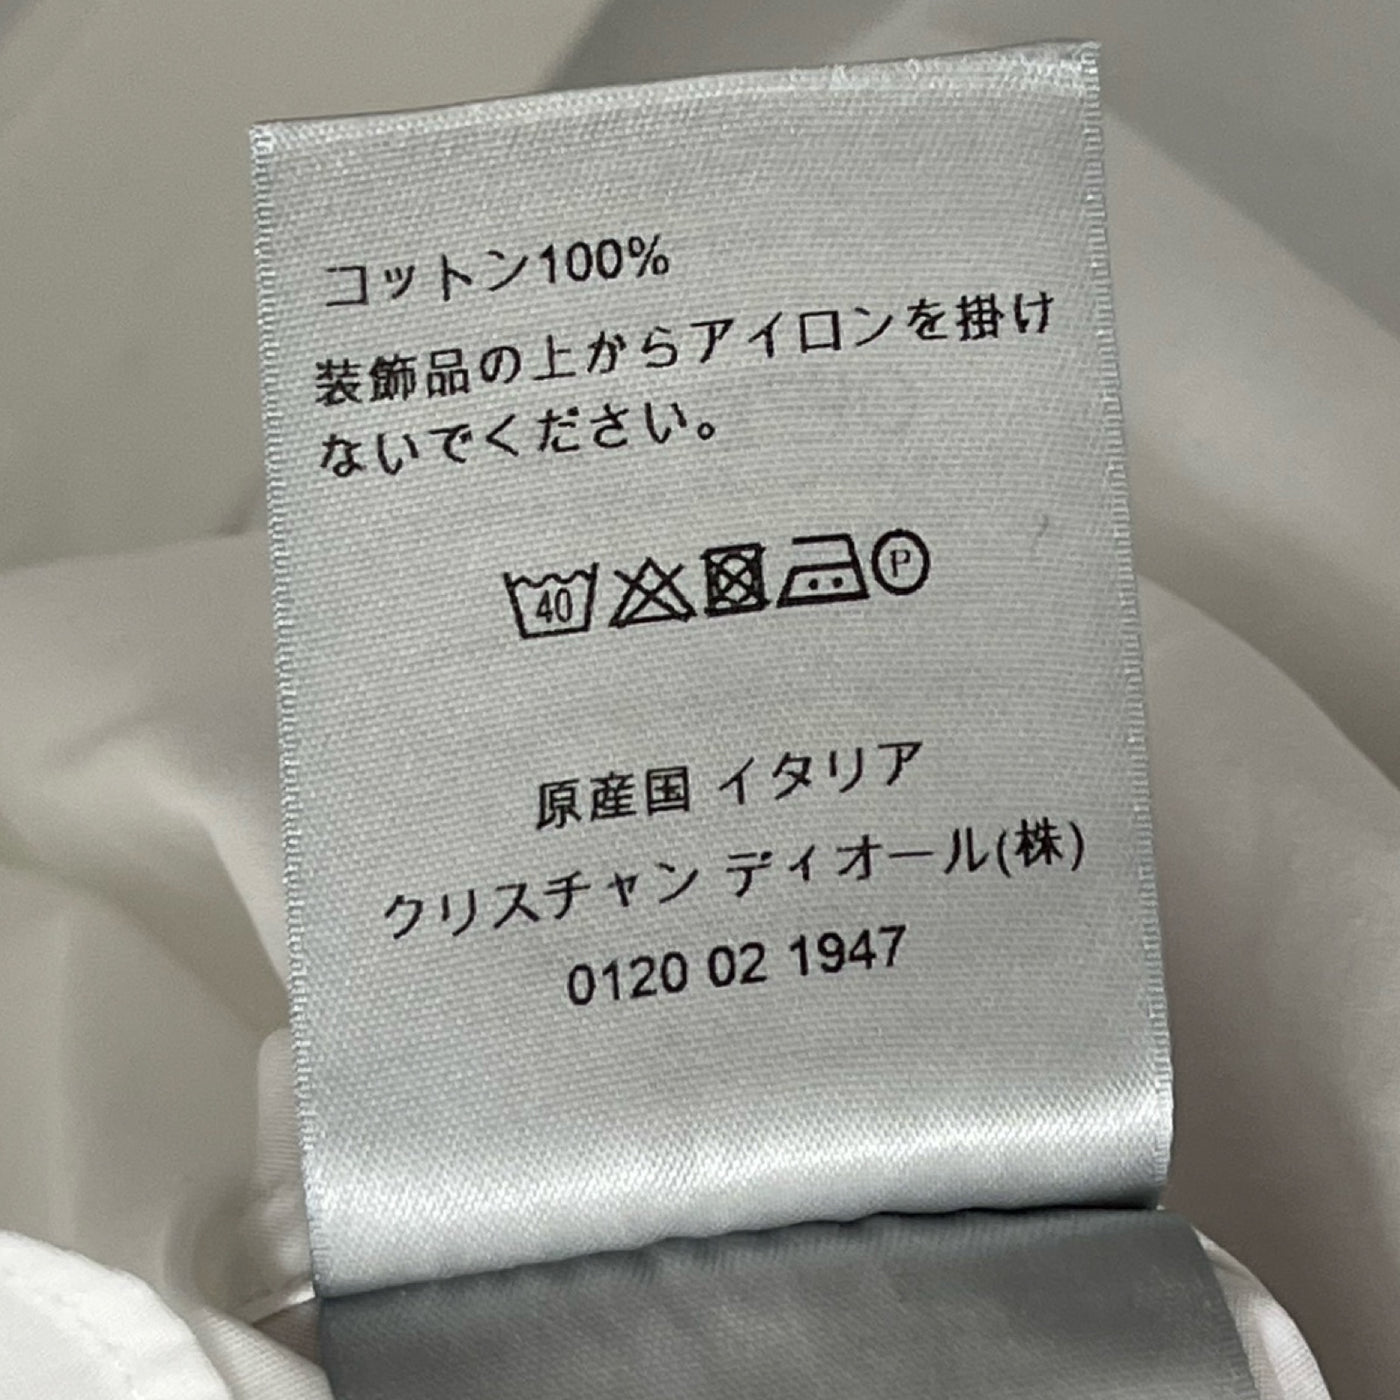 コットン100%
装飾品の上からアイロンを掛け
ないでください。
40 P
原産国 イタリア
クリスチャン ディオール(株)
0120 02 1947